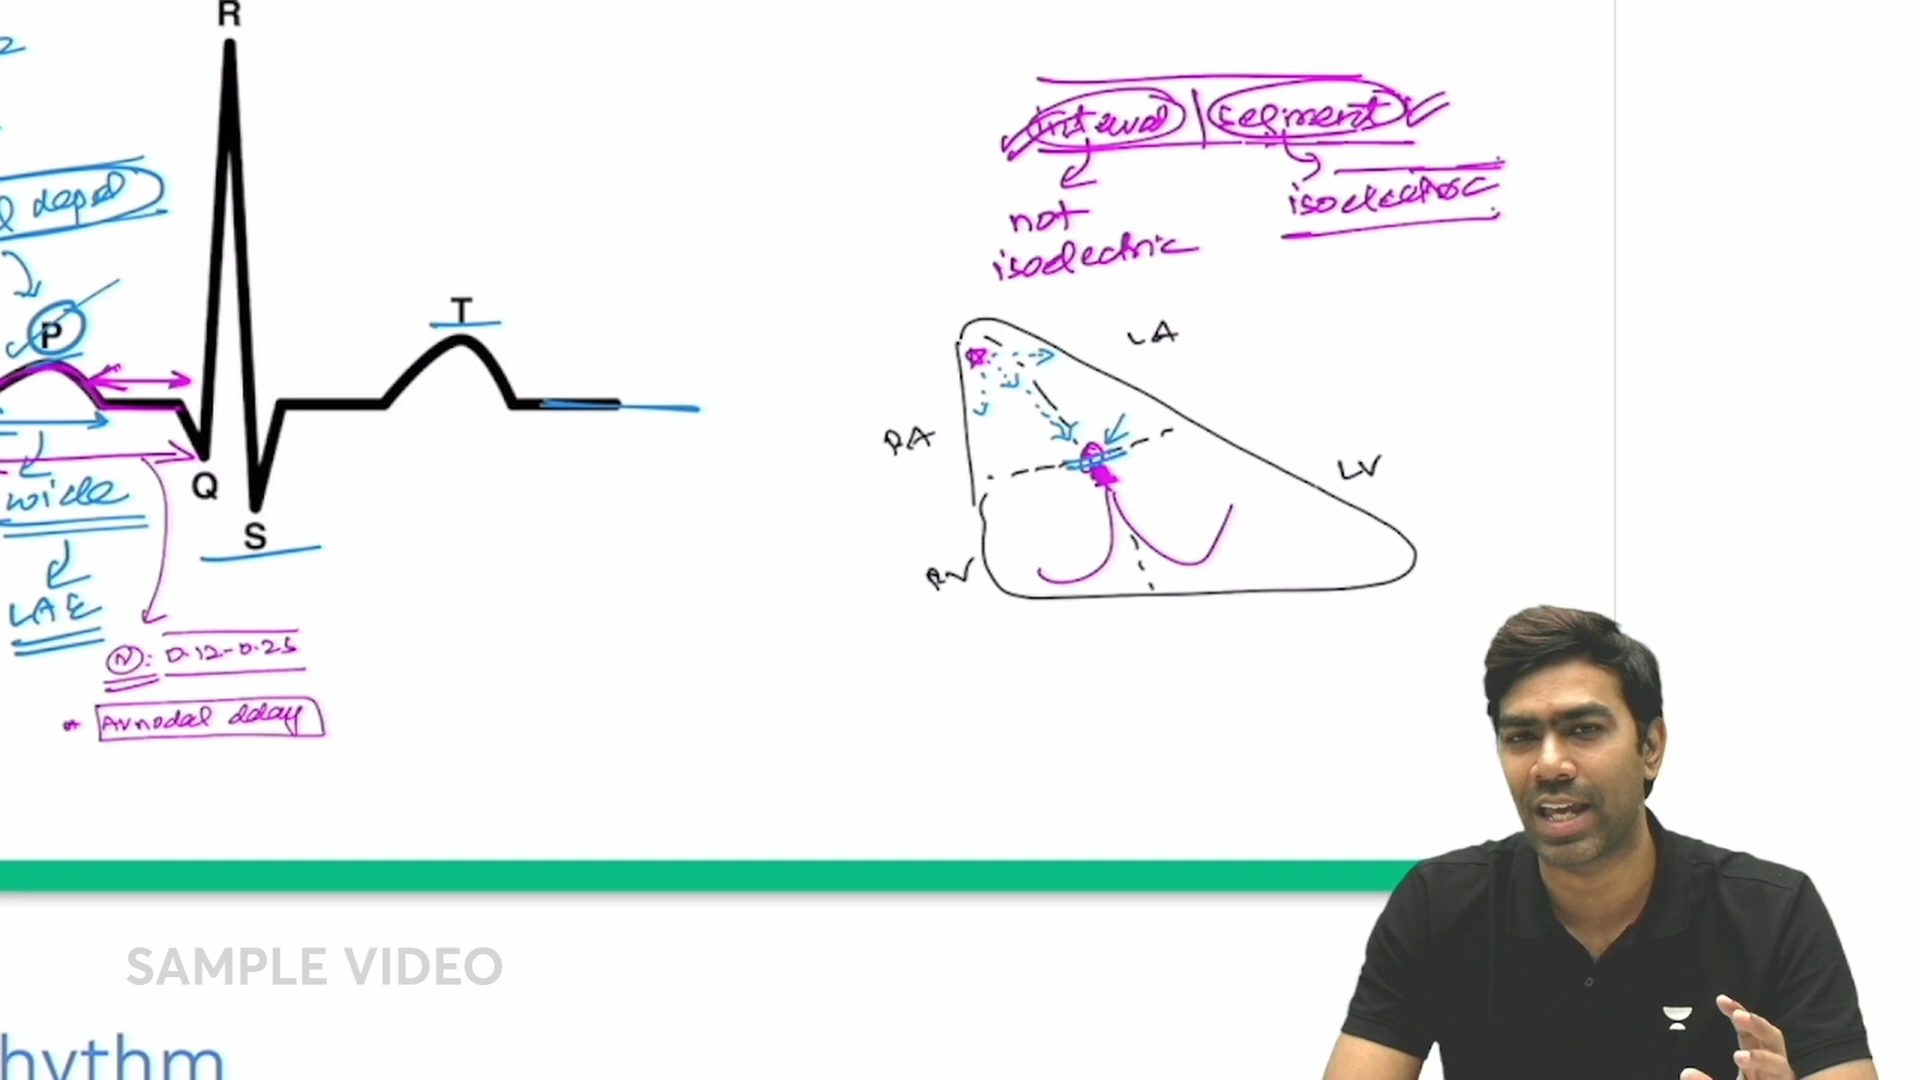 R
interval | segment
isoelectric
not
isoelectric
depol
P
T
LA
RA
LV
wide
Q
S
RV
LAE
N: 0.12-0.25
* AV nodal delay
SAMPLE VIDEO
hythm